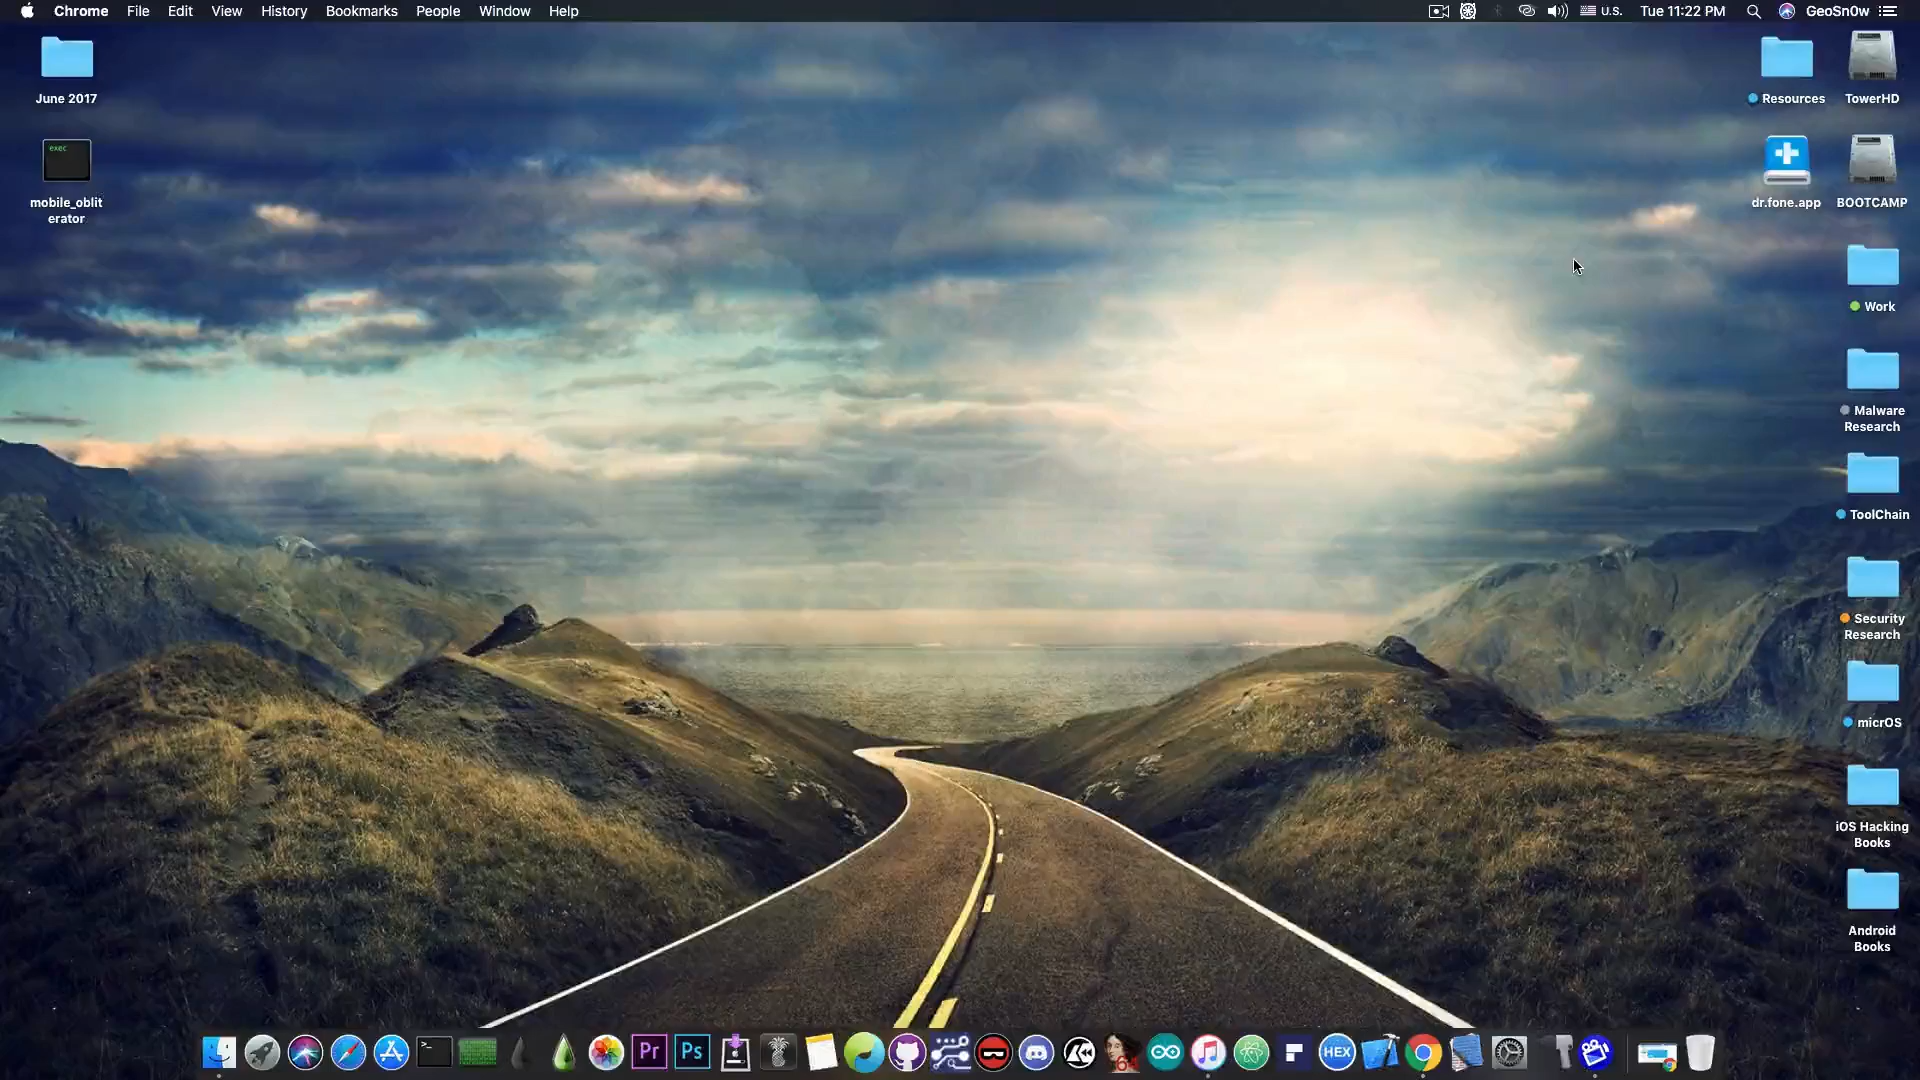 Chrome File Edit View History Bookmarks People Window Help U.S. Tue 11:22 PM GeoSn0w
June 2017
exec
mobile_oblit
erator
Resources
TowerHD
dr.fone.app
BOOTCAMP
Work
Malware
Research
ToolChain
Security
Research
micrOS
iOS Hacking
Books
Android
Books
>_
Pr
Ps
6
HEX